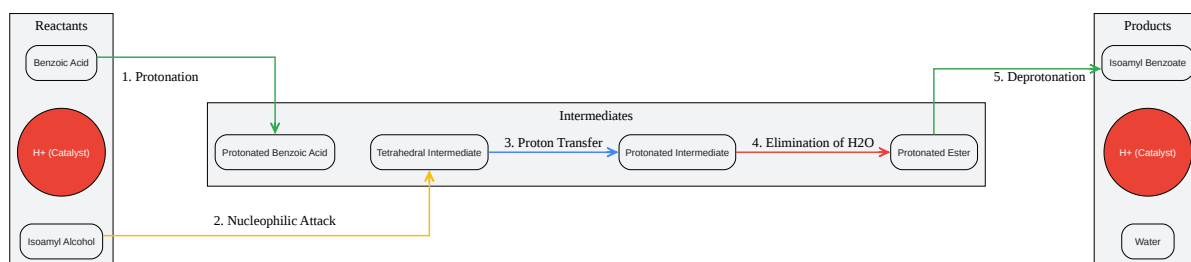 Reactants
Benzoic Acid
H+ (Catalyst)
Isoamyl Alcohol
1. Protonation
2. Nucleophilic Attack
Intermediates
Protonated Benzoic Acid
Tetrahedral Intermediate
3. Proton Transfer
Protonated Intermediate
4. Elimination of H2O
Protonated Ester
5. Deprotonation
Products
Isoamyl Benzoate
H+ (Catalyst)
Water